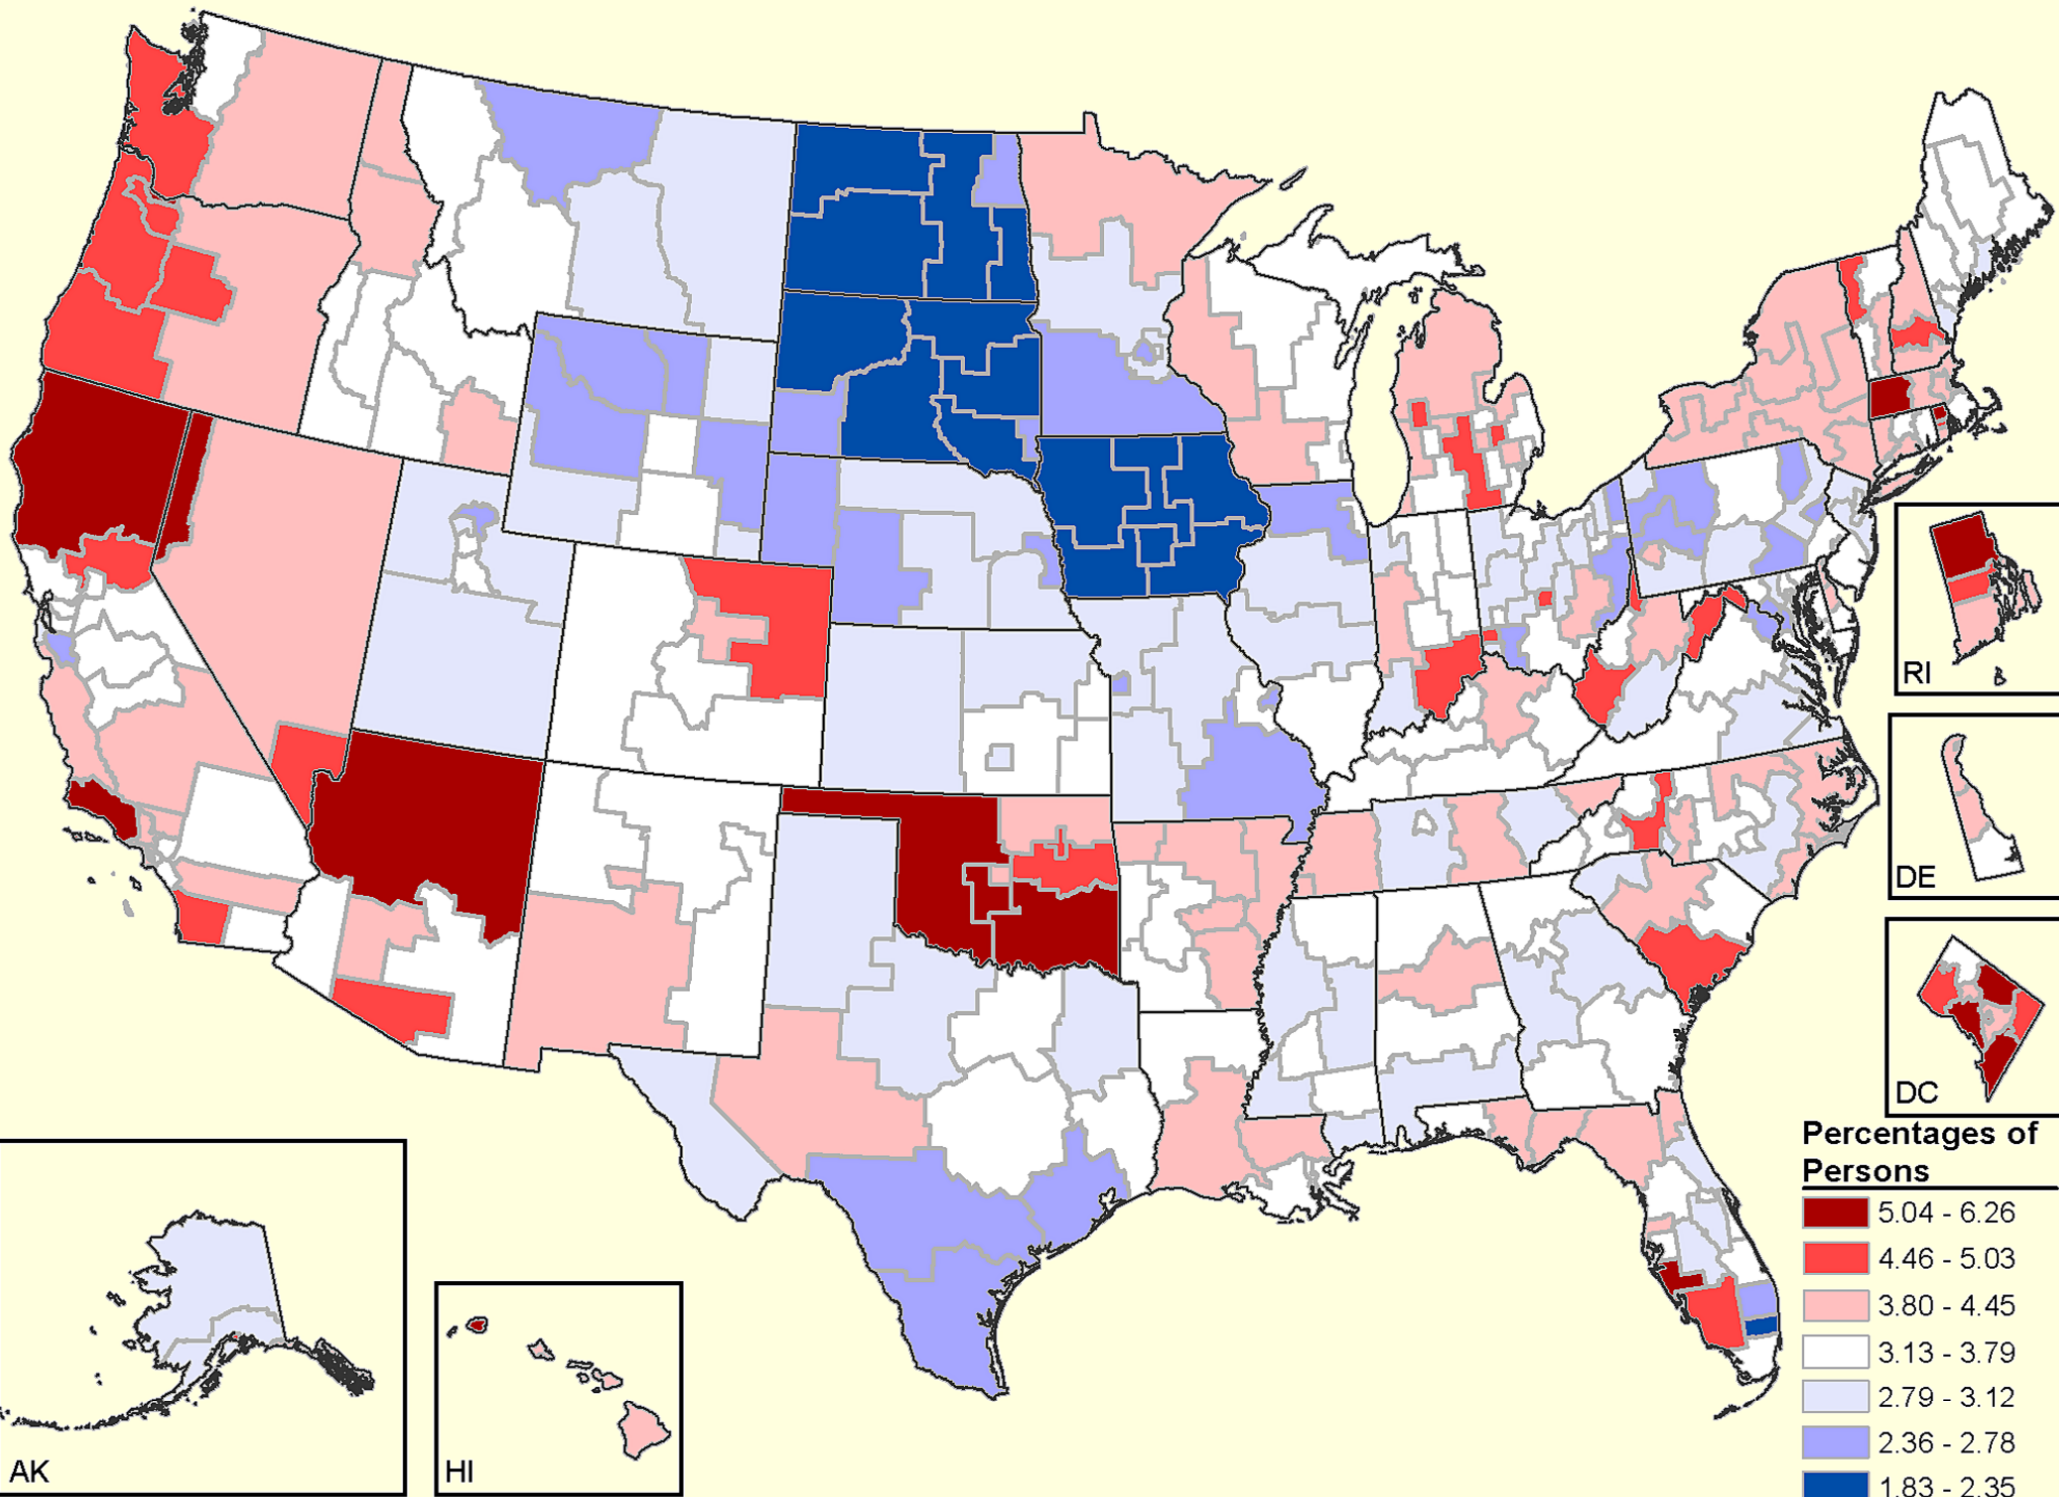 RI
DE
DC
AK
HI
Percentages of
Persons
5.04 - 6.26
4.46 - 5.03
3.80 - 4.45
3.13 - 3.79
2.79 - 3.12
2.36 - 2.78
1.83 - 2.35